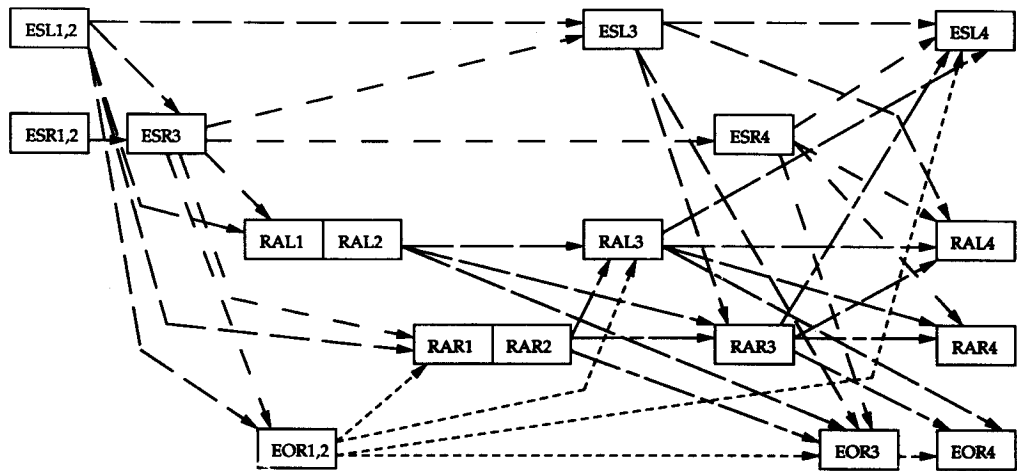 ESL1,2
ESL3
ESL4
ESR1,2
ESR3
ESR4
RAL1
RAL2
RAL3
RAL4
RAR1
RAR2
RAR3
RAR4
EOR1,2
EOR3
EOR4